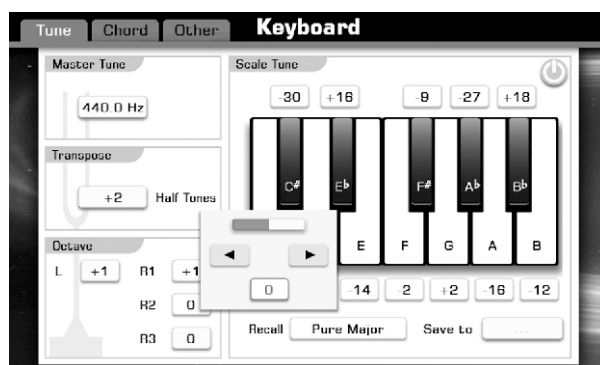 Tune Chord Other Keyboard
Master Tune
440.0 Hz
Transpose
+2 Half Tones
Octave
L +1 R1 +1
R2 0
R3 0
Scale Tune
-30 +16 -9 -27 +18
C# E♭ F# A♭ B♭
E F G A B
0 -14 -2 +2 -16 -12
Recall Pure Major Save to ...